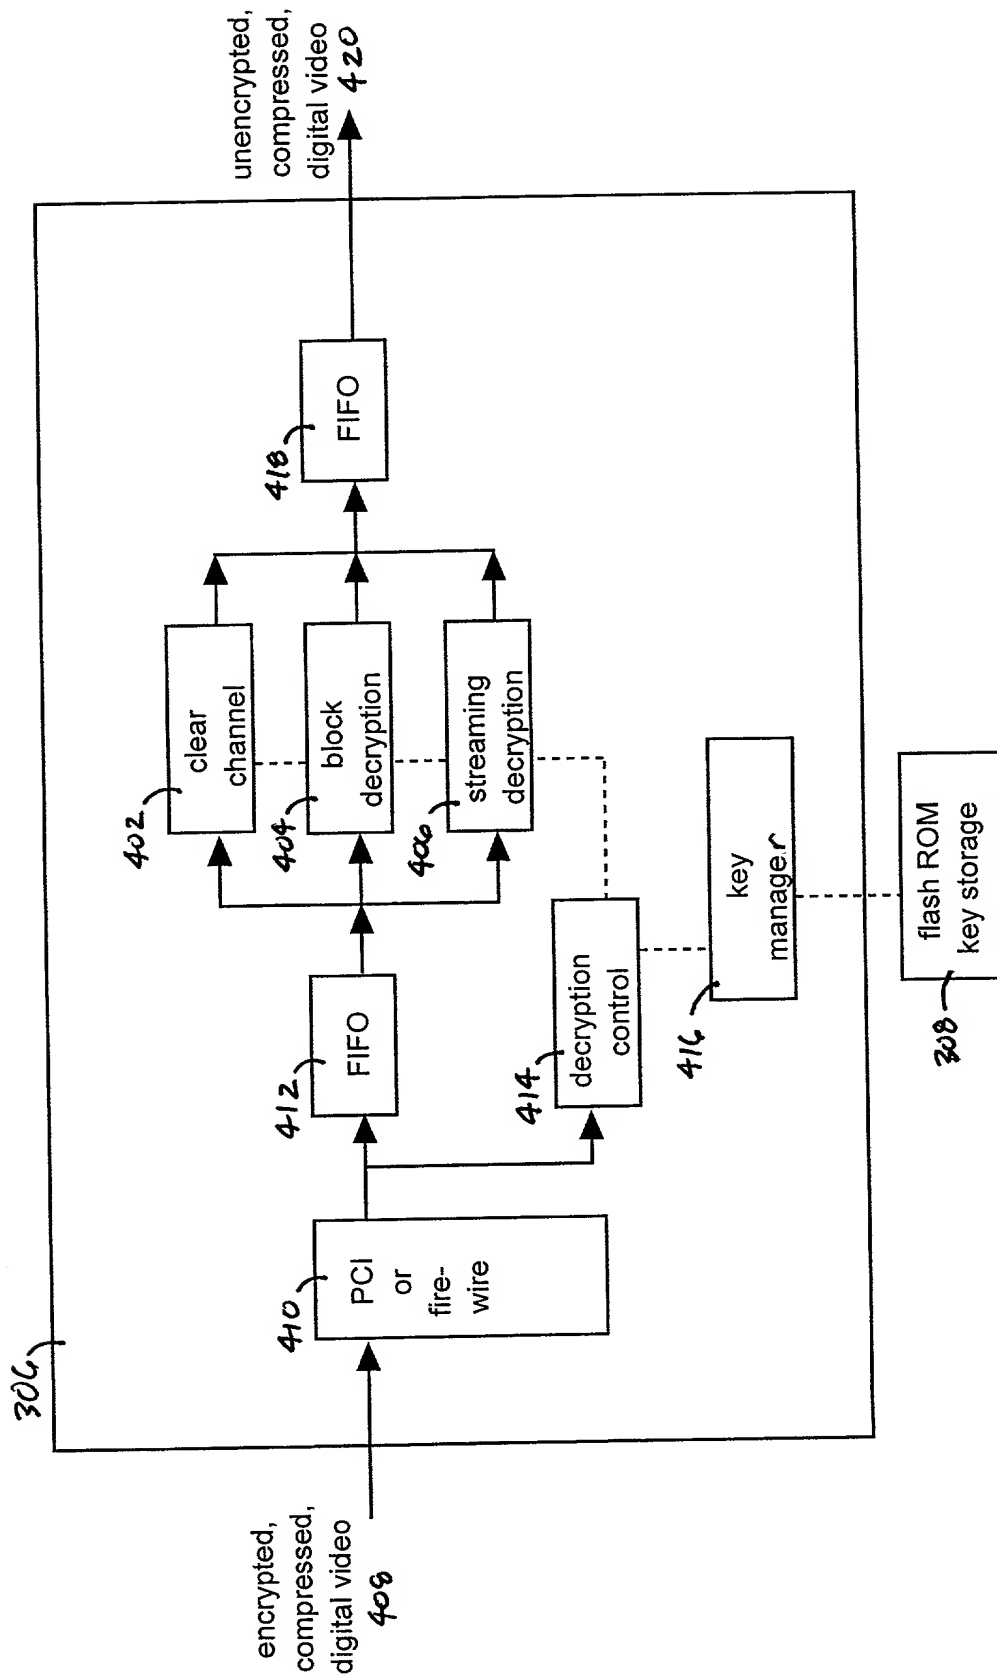 306
encrypted,
compressed,
digital video
408
410
PCI
or
fire-
wire
412
FIFO
414
decryption
control
402
clear
channel
404
block
decryption
406
streaming
decryption
416
key
manager
308
flash ROM
key storage
418
FIFO
unencrypted,
compressed,
digital video
420